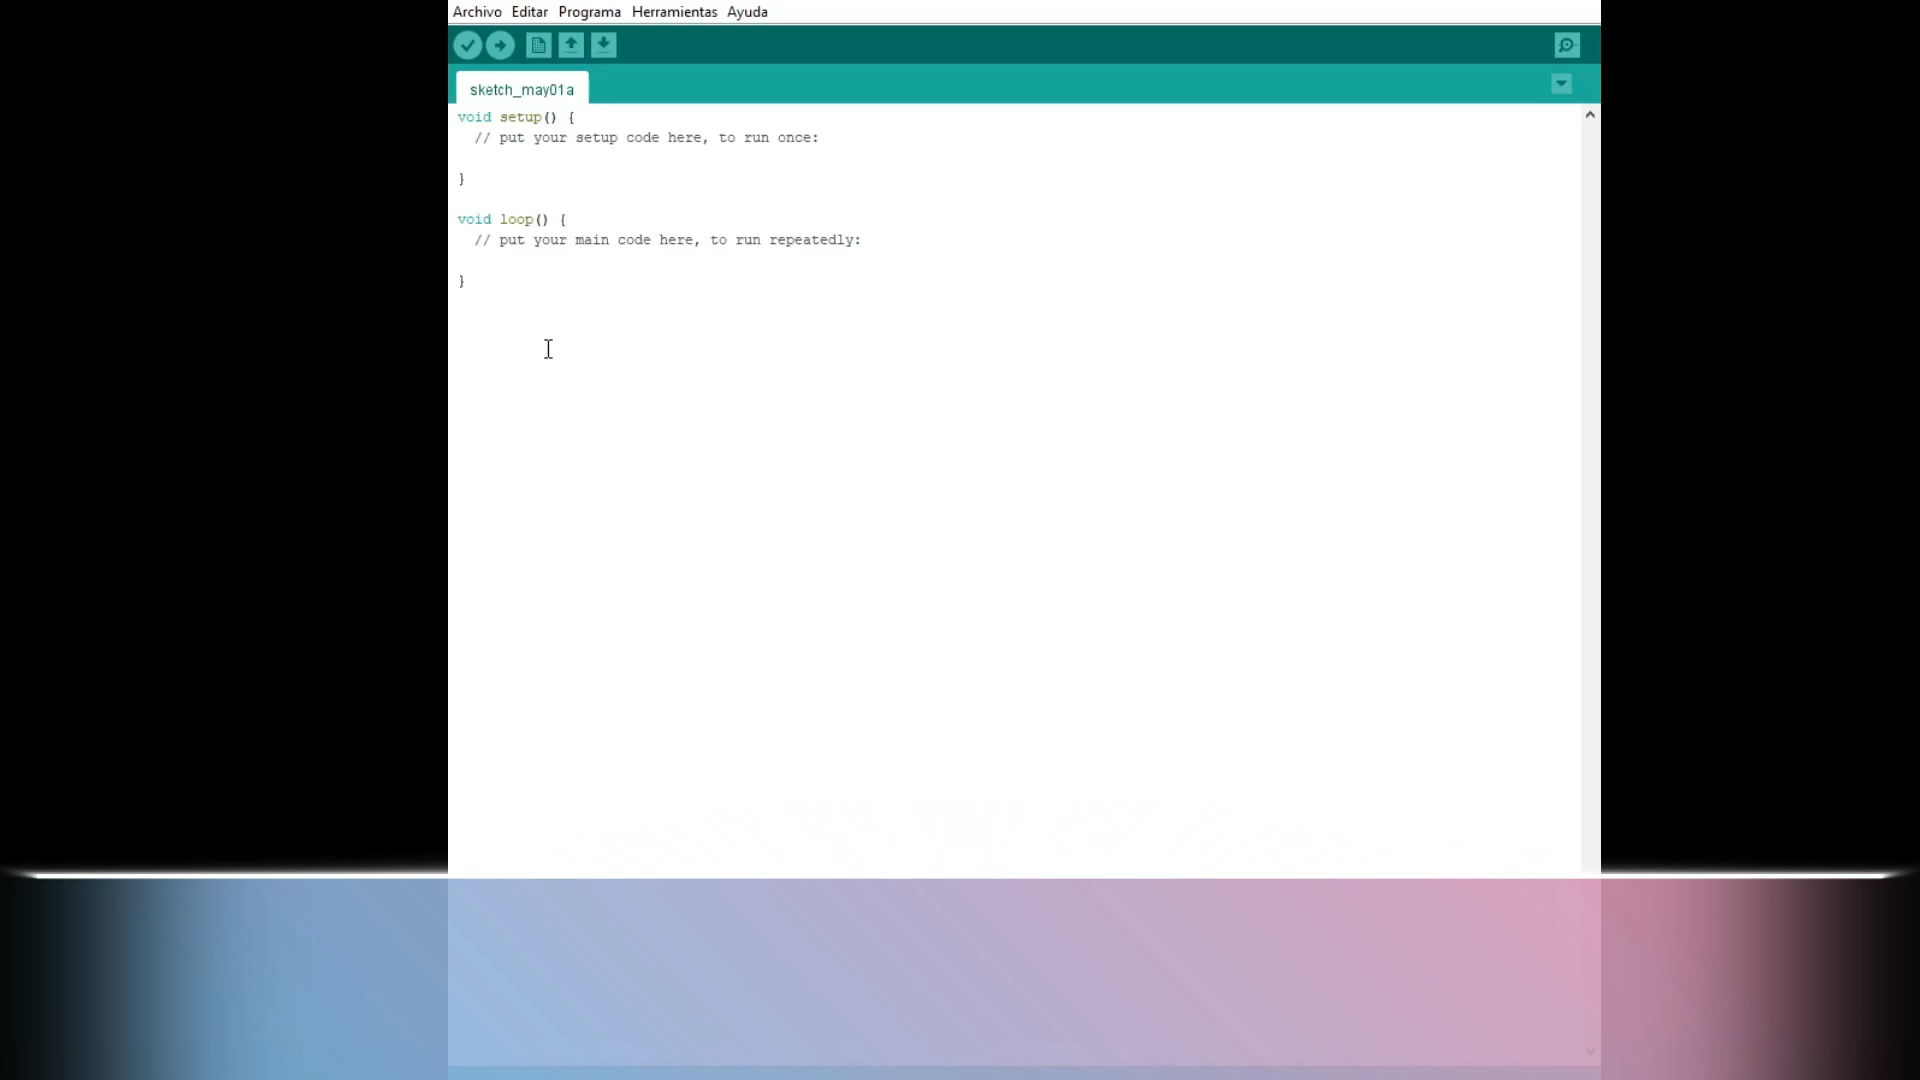 Archivo Editar Programa Herramientas Ayuda
sketch_may01a
void setup() {
  // put your setup code here, to run once:
}
void loop() {
  // put your main code here, to run repeatedly:
}